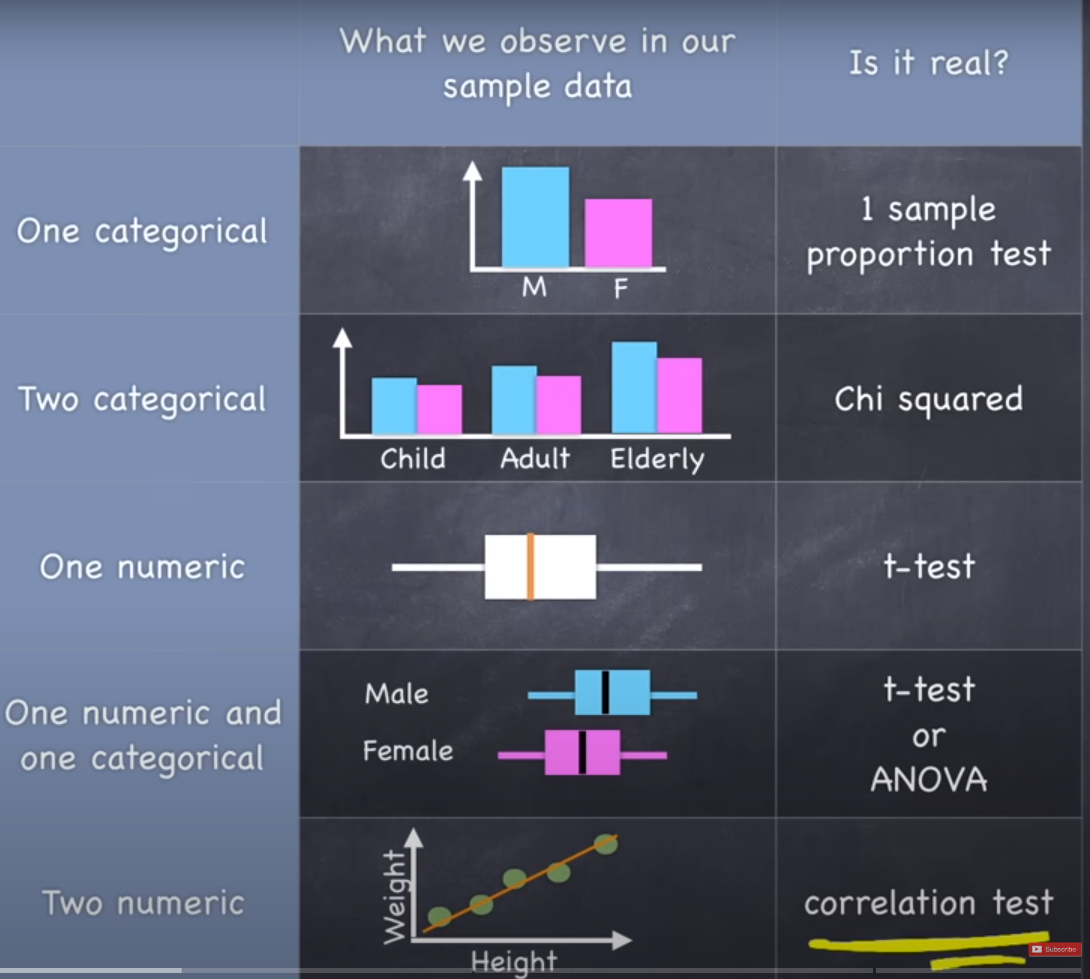 What we observe in our
sample data
Is it real?
One categorical
M
F
1 sample
proportion test
Two categorical
Child
Adult
Elderly
Chi squared
One numeric
t-test
One numeric and
one categorical
Male
Female
t-test
or
ANOVA
Two numeric
Weight
Height
correlation test
Subscribe